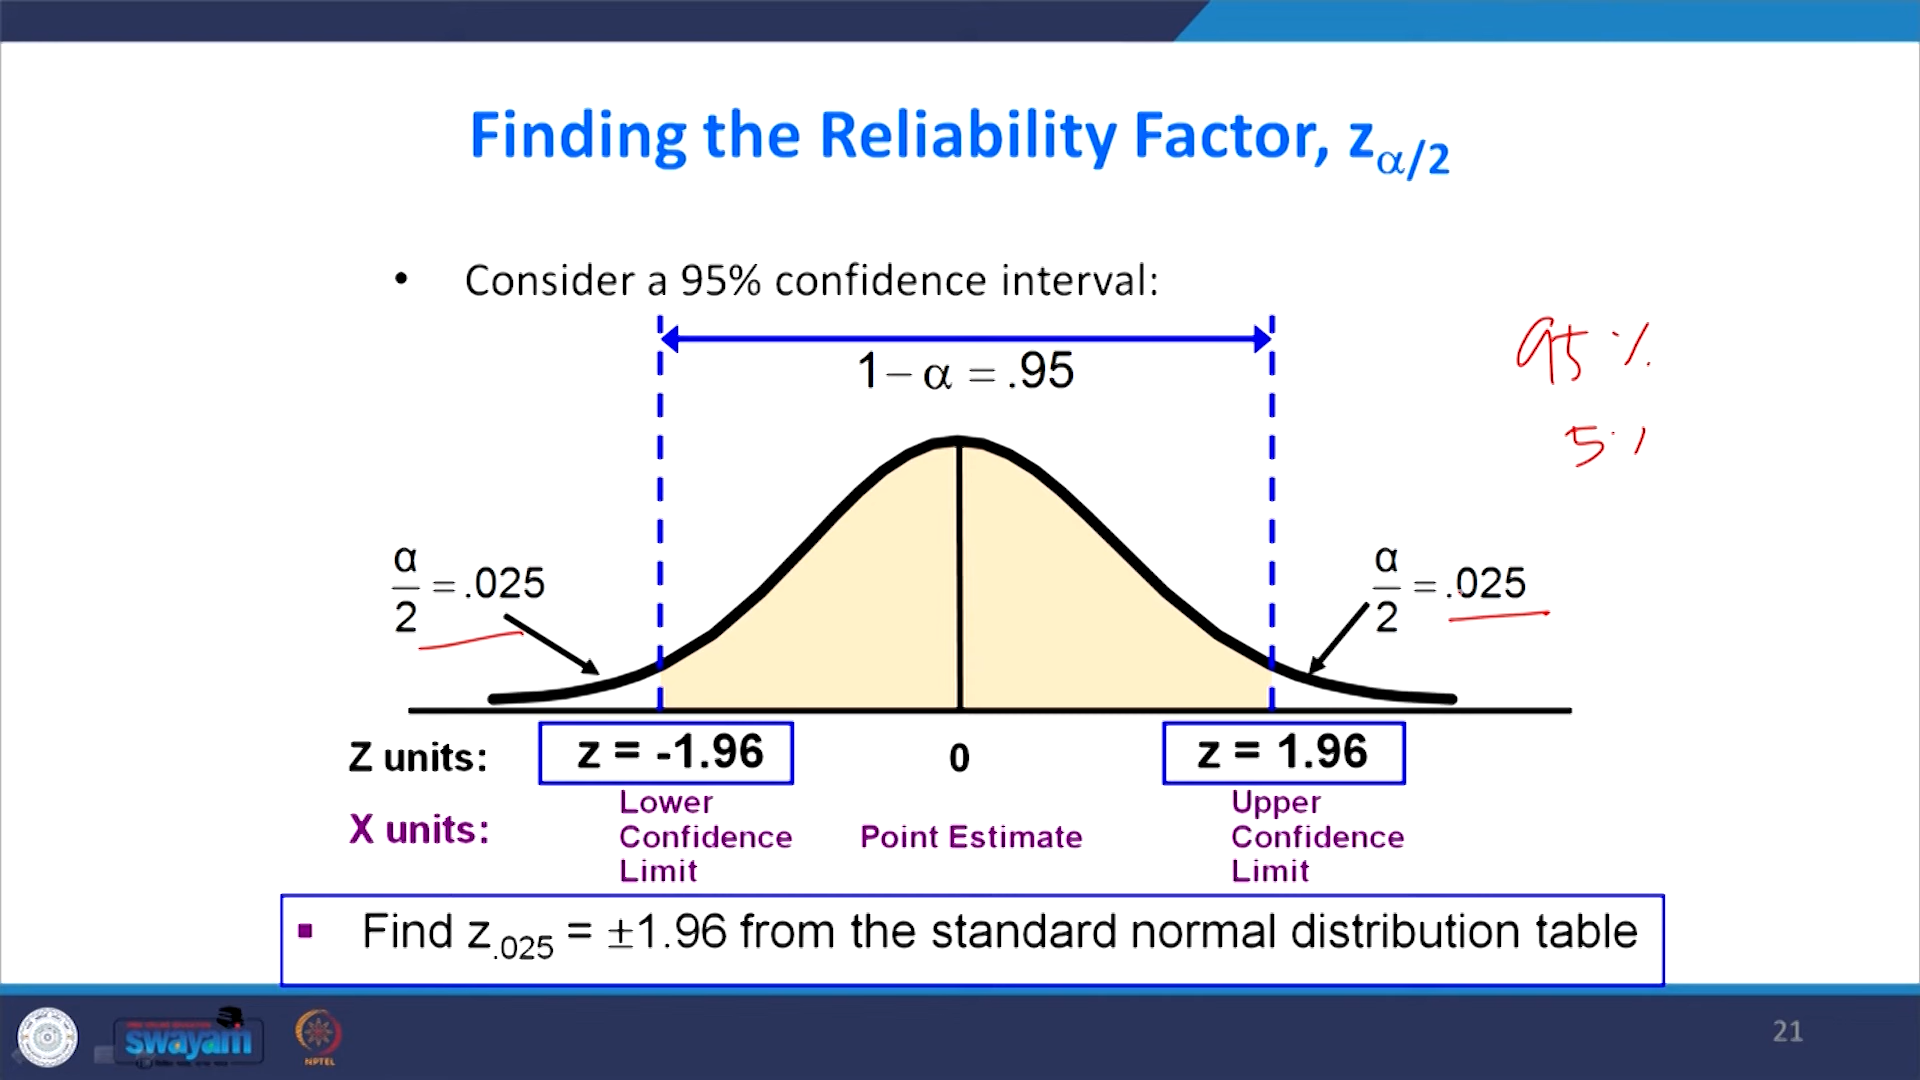 Finding the Reliability Factor, zα/2
• Consider a 95% confidence interval:
1 − α = .95
95 %
5 %
α/2 = .025
α/2 = .025
Z units: z = -1.96 0 z = 1.96
X units: Lower Confidence Limit Point Estimate Upper Confidence Limit
▪ Find z.025 = ±1.96 from the standard normal distribution table
swayam
NPTEL
21